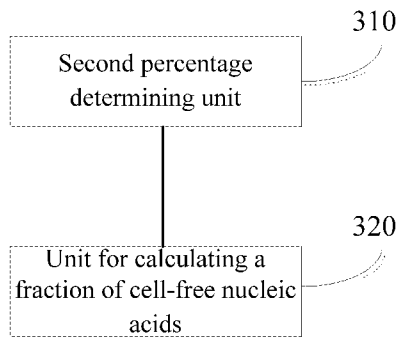 310
Second percentage
determining unit
320
Unit for calculating a
fraction of cell-free nucleic
acids